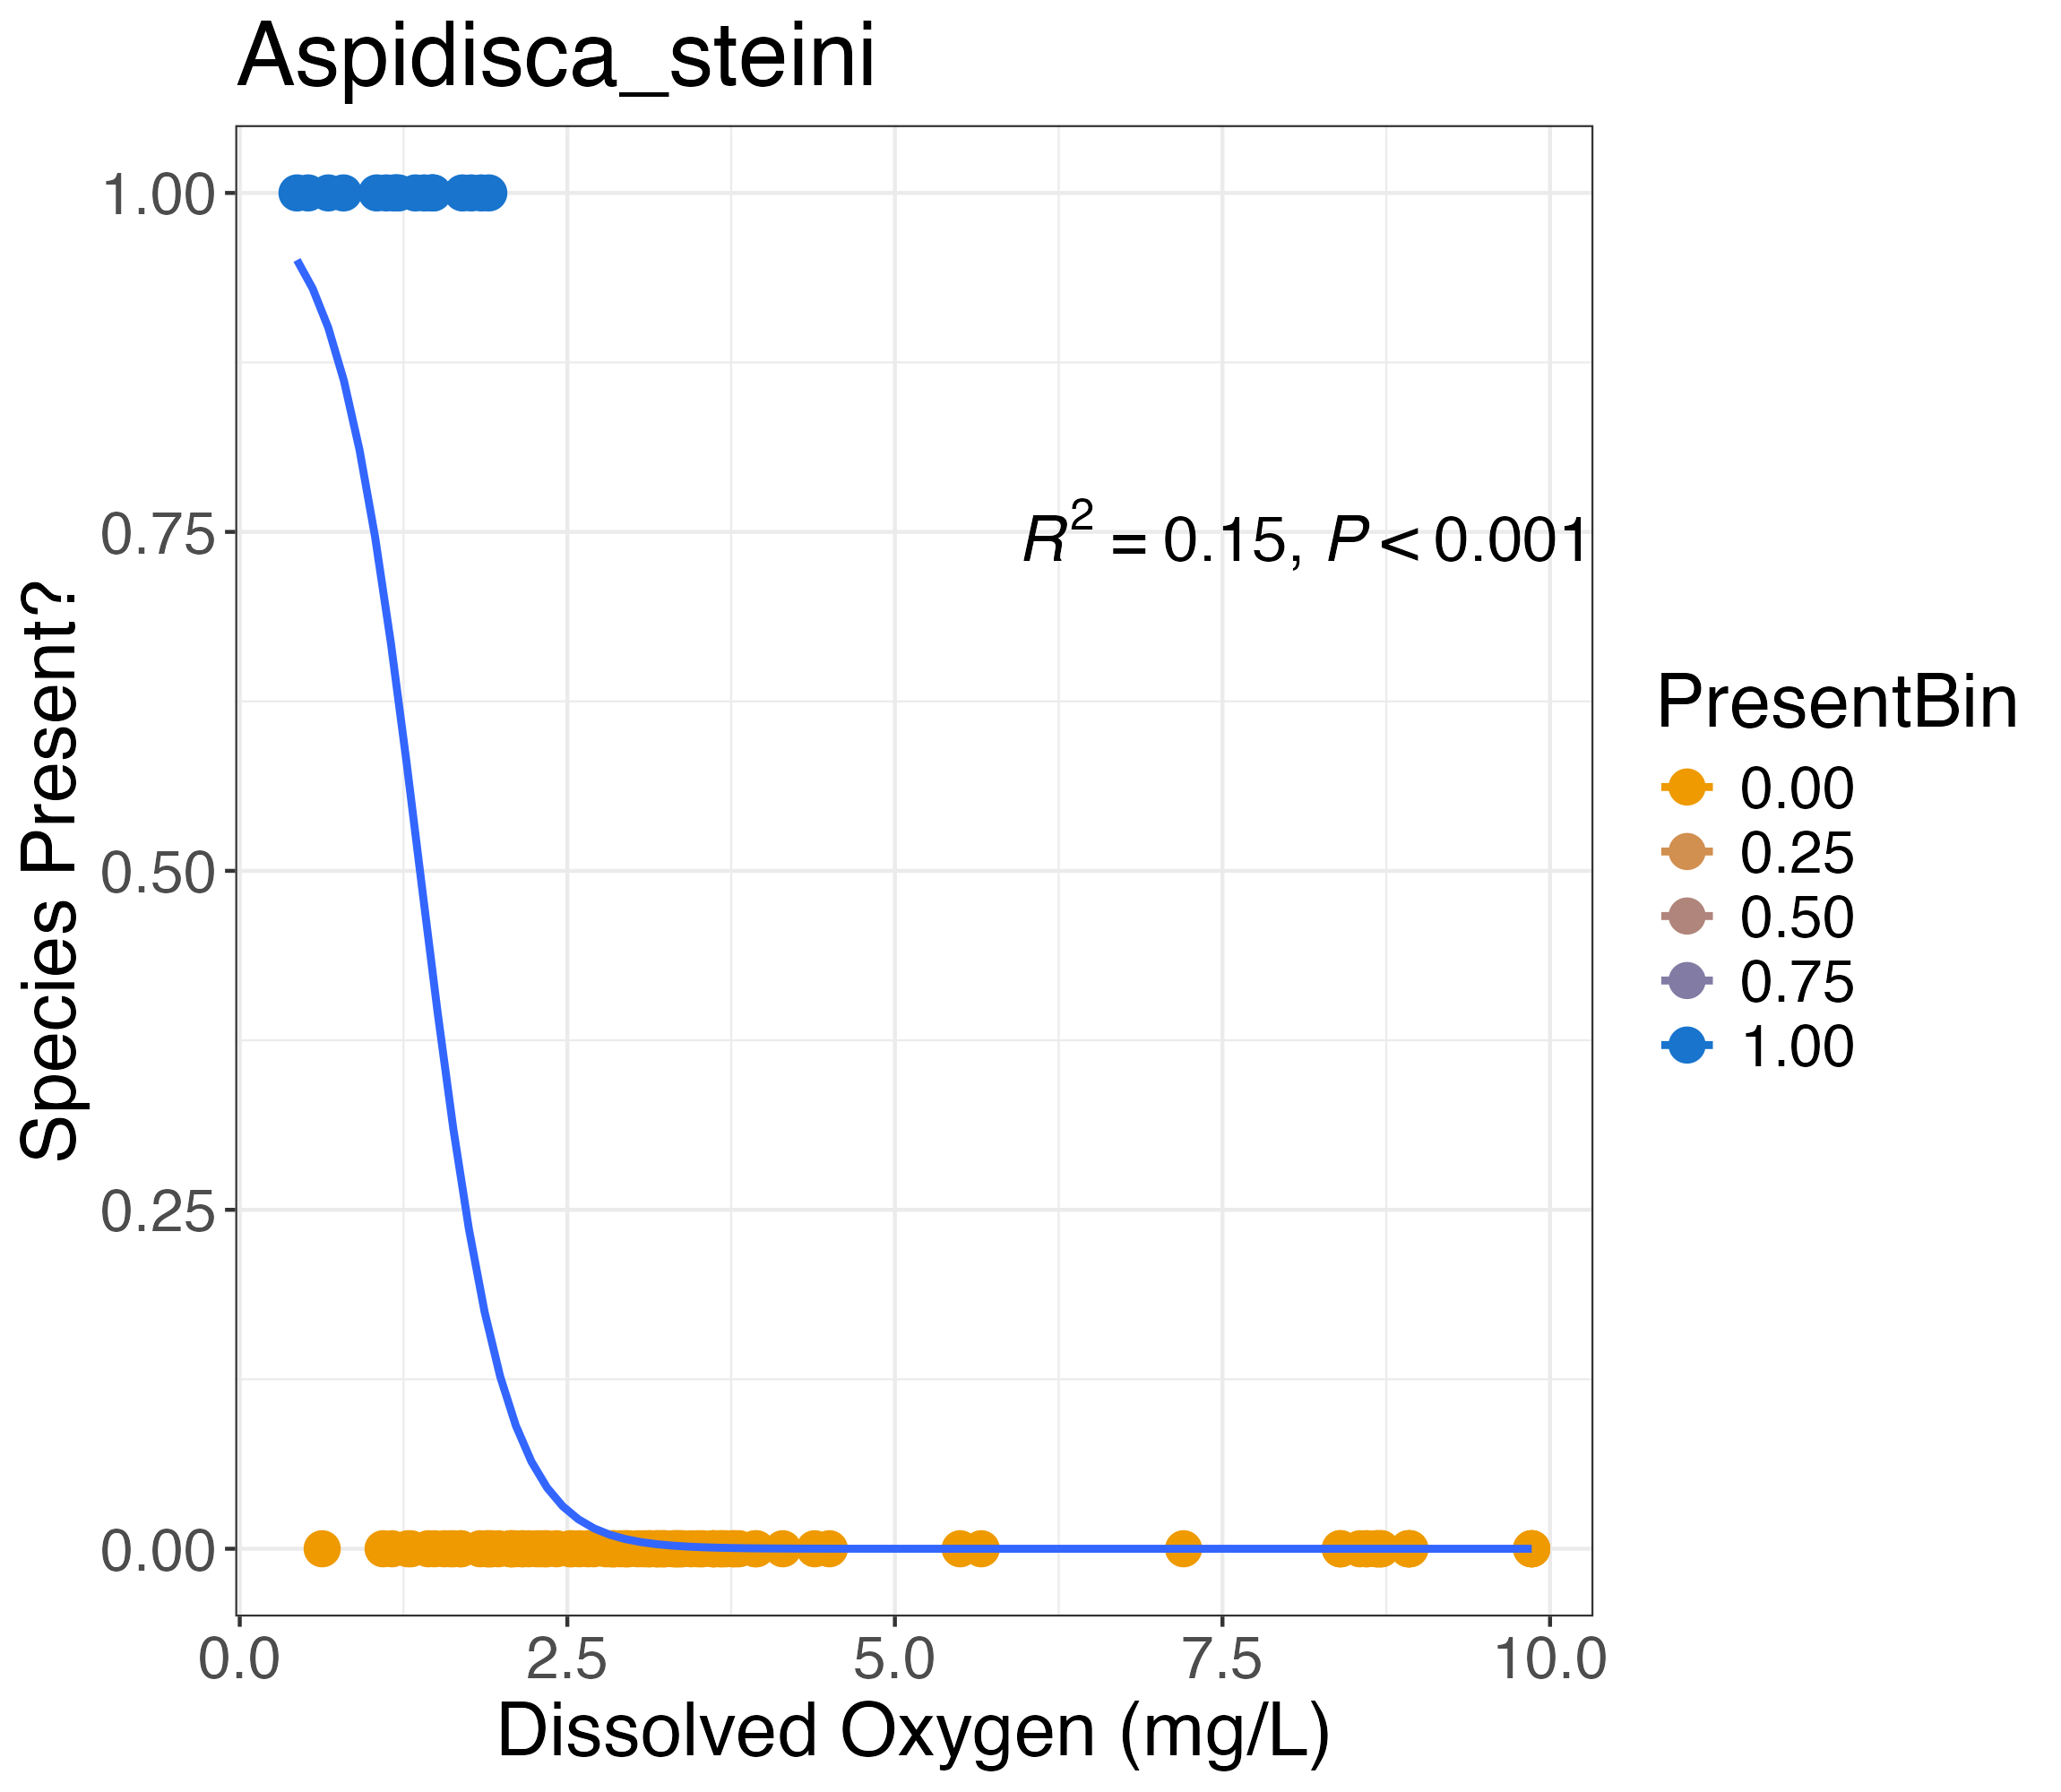 Aspidisca_steini
1.00
0.75
0.50
0.25
0.00
Species Present?
R² = 0.15, P < 0.001
0.0 2.5 5.0 7.5 10.0
Dissolved Oxygen (mg/L)
PresentBin
0.00
0.25
0.50
0.75
1.00